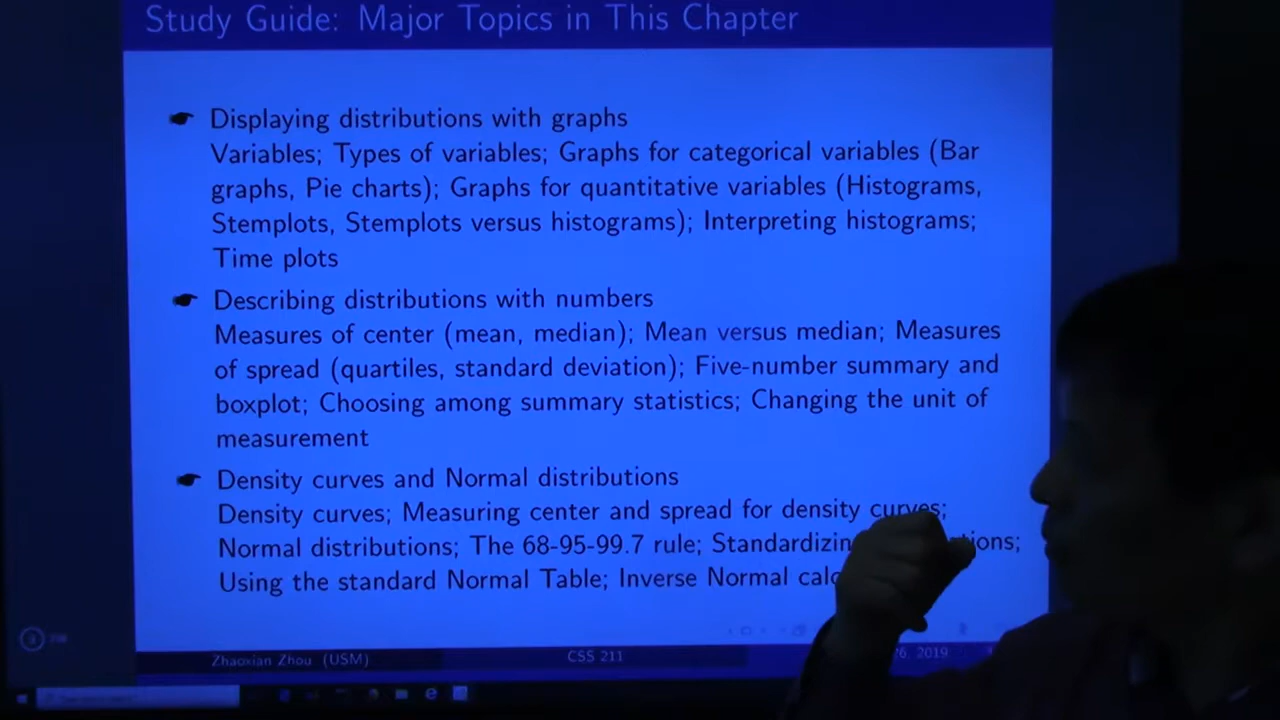 Study Guide: Major Topics in This Chapter
Displaying distributions with graphs
Variables; Types of variables; Graphs for categorical variables (Bar
graphs, Pie charts); Graphs for quantitative variables (Histograms,
Stemplots, Stemplots versus histograms); Interpreting histograms;
Time plots
Describing distributions with numbers
Measures of center (mean, median); Mean versus median; Measures
of spread (quartiles, standard deviation); Five-number summary and
boxplot; Choosing among summary statistics; Changing the unit of
measurement
Density curves and Normal distributions
Density curves; Measuring center and spread for density curves;
Normal distributions; The 68-95-99.7 rule;
Using the standard Normal Table; Inverse Normal
Zhaoxian Zhou (USM)
CSS 211
2019